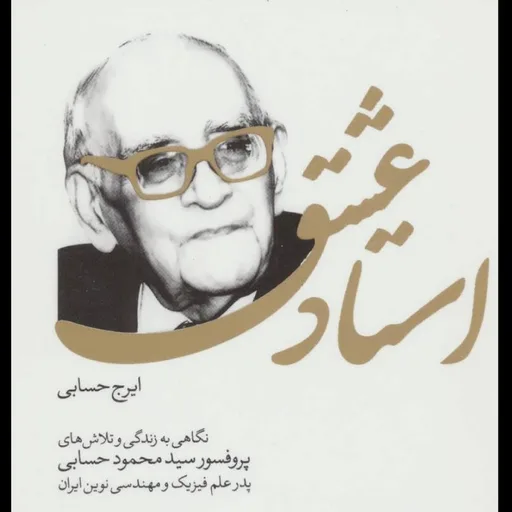 استاد عشق
ایرج حسابی
نگاهی به زندگی و تلاش‌های
پروفسور سید محمود حسابی
پدر علم فیزیک و مهندسی نوین ایران